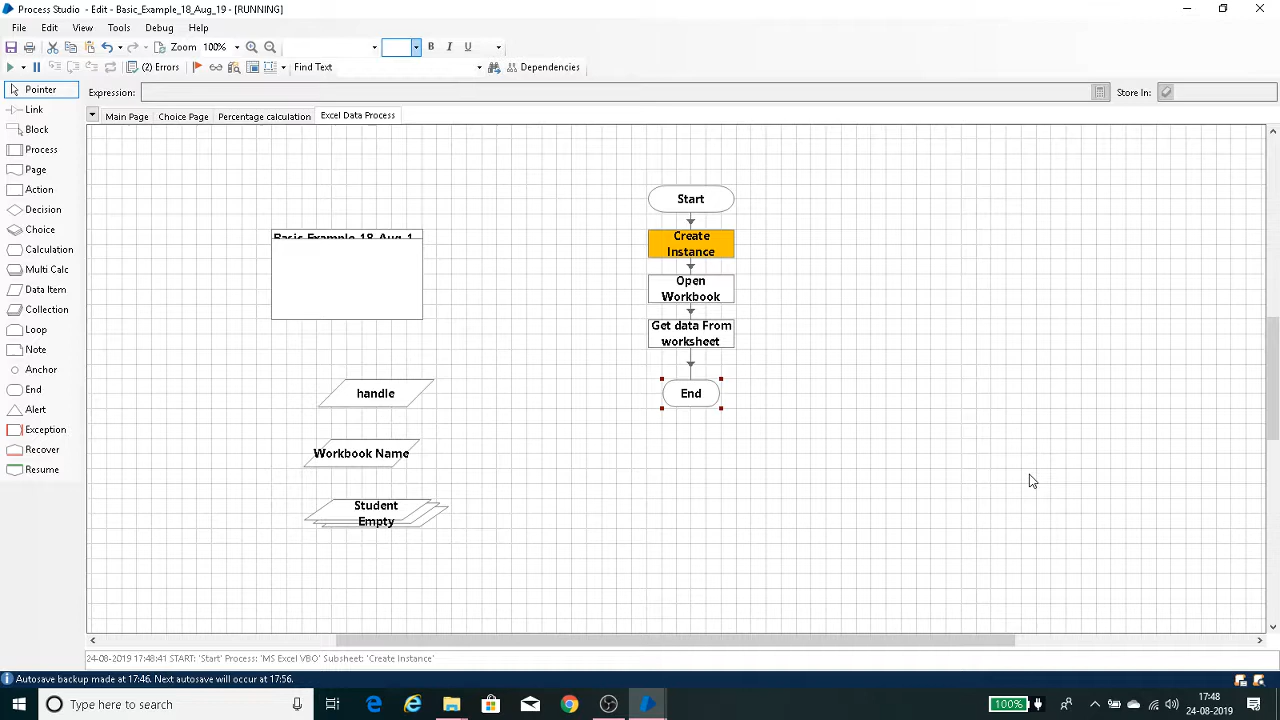 Process Studio - Edit - Basic_Example_18_Aug_19 - [RUNNING]
File Edit View Tools Debug Help
Zoom 100% B I U
(2) Errors Find Text Dependencies
Pointer Expression: Store In:
Link Main Page Choice Page Percentage calculation Excel Data Process
Block
Process
Page
Action
Decision
Choice
Calculation
Multi Calc
Data Item
Collection
Loop
Note
Anchor
End
Alert
Exception
Recover
Resume
Start
Basic_Example_18_Aug_1
Create
Instance
Open
Workbook
Get data From
worksheet
handle
End
Workbook Name
Student
Empty
24-08-2019 17:48:41 START: 'Start' Process: 'MS Excel VBO' Subsheet: 'Create Instance'
Autosave backup made at 17:46. Next autosave will occur at 17:56.
Type here to search
100%
17:48
24-08-2019